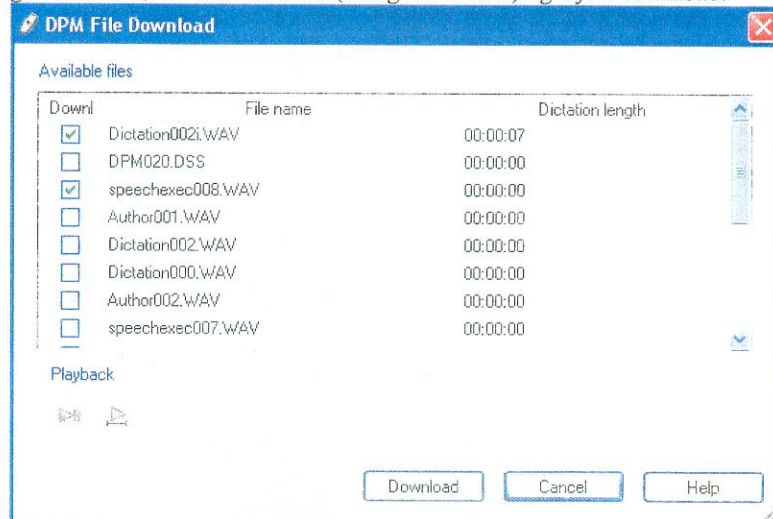 DPM File Download
Available files
Downl File name Dictation length
Dictation002i.WAV 00:00:07
DPM020.DSS 00:00:00
speechexec008.WAV 00:00:00
Author001.WAV 00:00:00
Dictation002.WAV 00:00:00
Dictation000.WAV 00:00:00
Author002.WAV 00:00:00
speechexec007.WAV 00:00:00
Playback
Download Cancel Help